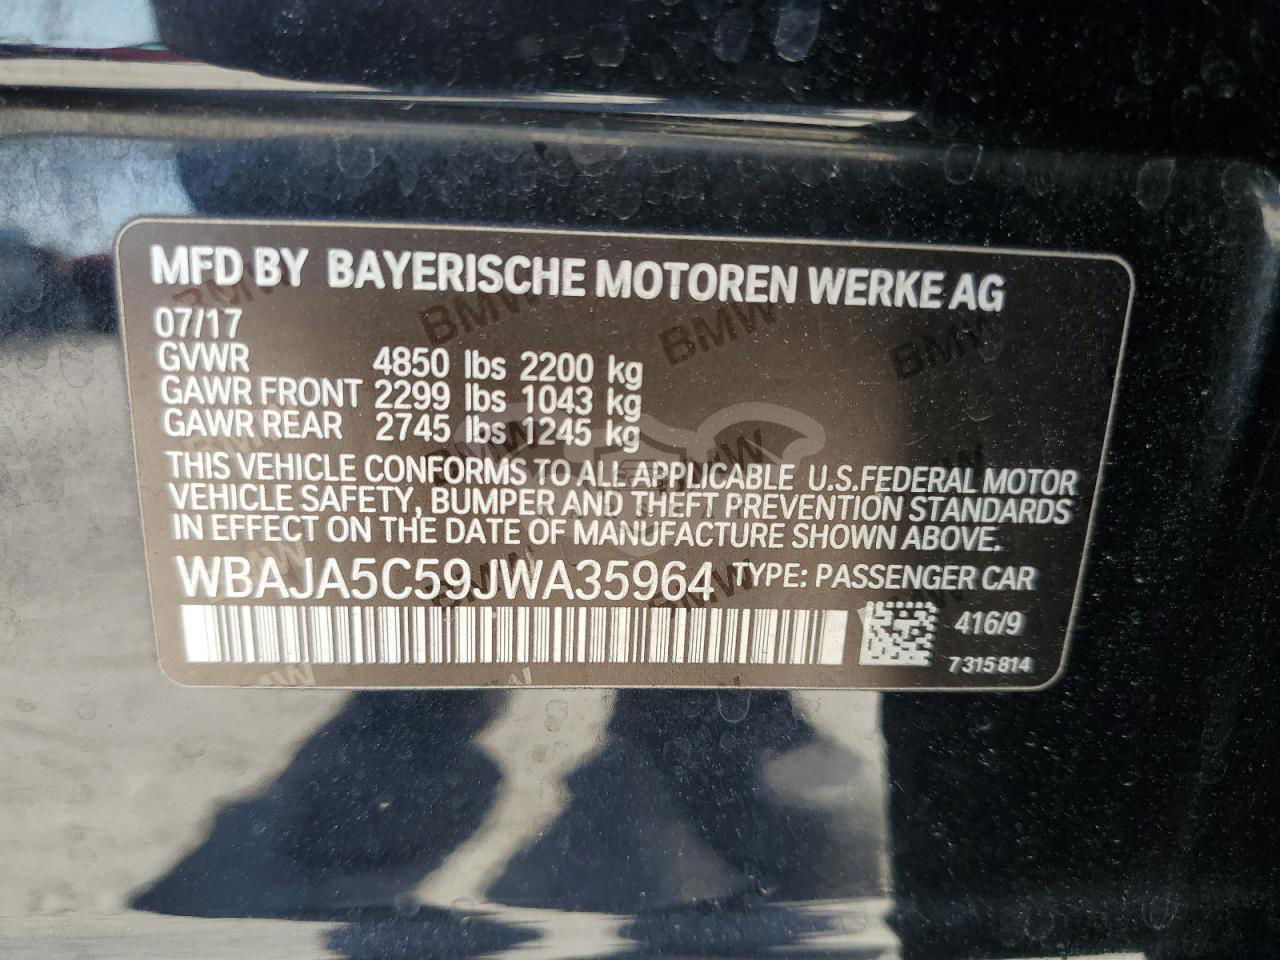 MFD BY BAYERISCHE MOTOREN WERKE AG
07/17
GVWR 4850 lbs 2200 kg
GAWR FRONT 2299 lbs 1043 kg
GAWR REAR 2745 lbs 1245 kg
THIS VEHICLE CONFORMS TO ALL APPLICABLE U.S.FEDERAL MOTOR
VEHICLE SAFETY, BUMPER AND THEFT PREVENTION STANDARDS
IN EFFECT ON THE DATE OF MANUFACTURE SHOWN ABOVE.
WBAJA5C59JWA35964 TYPE: PASSENGER CAR
416/9
7 315 814